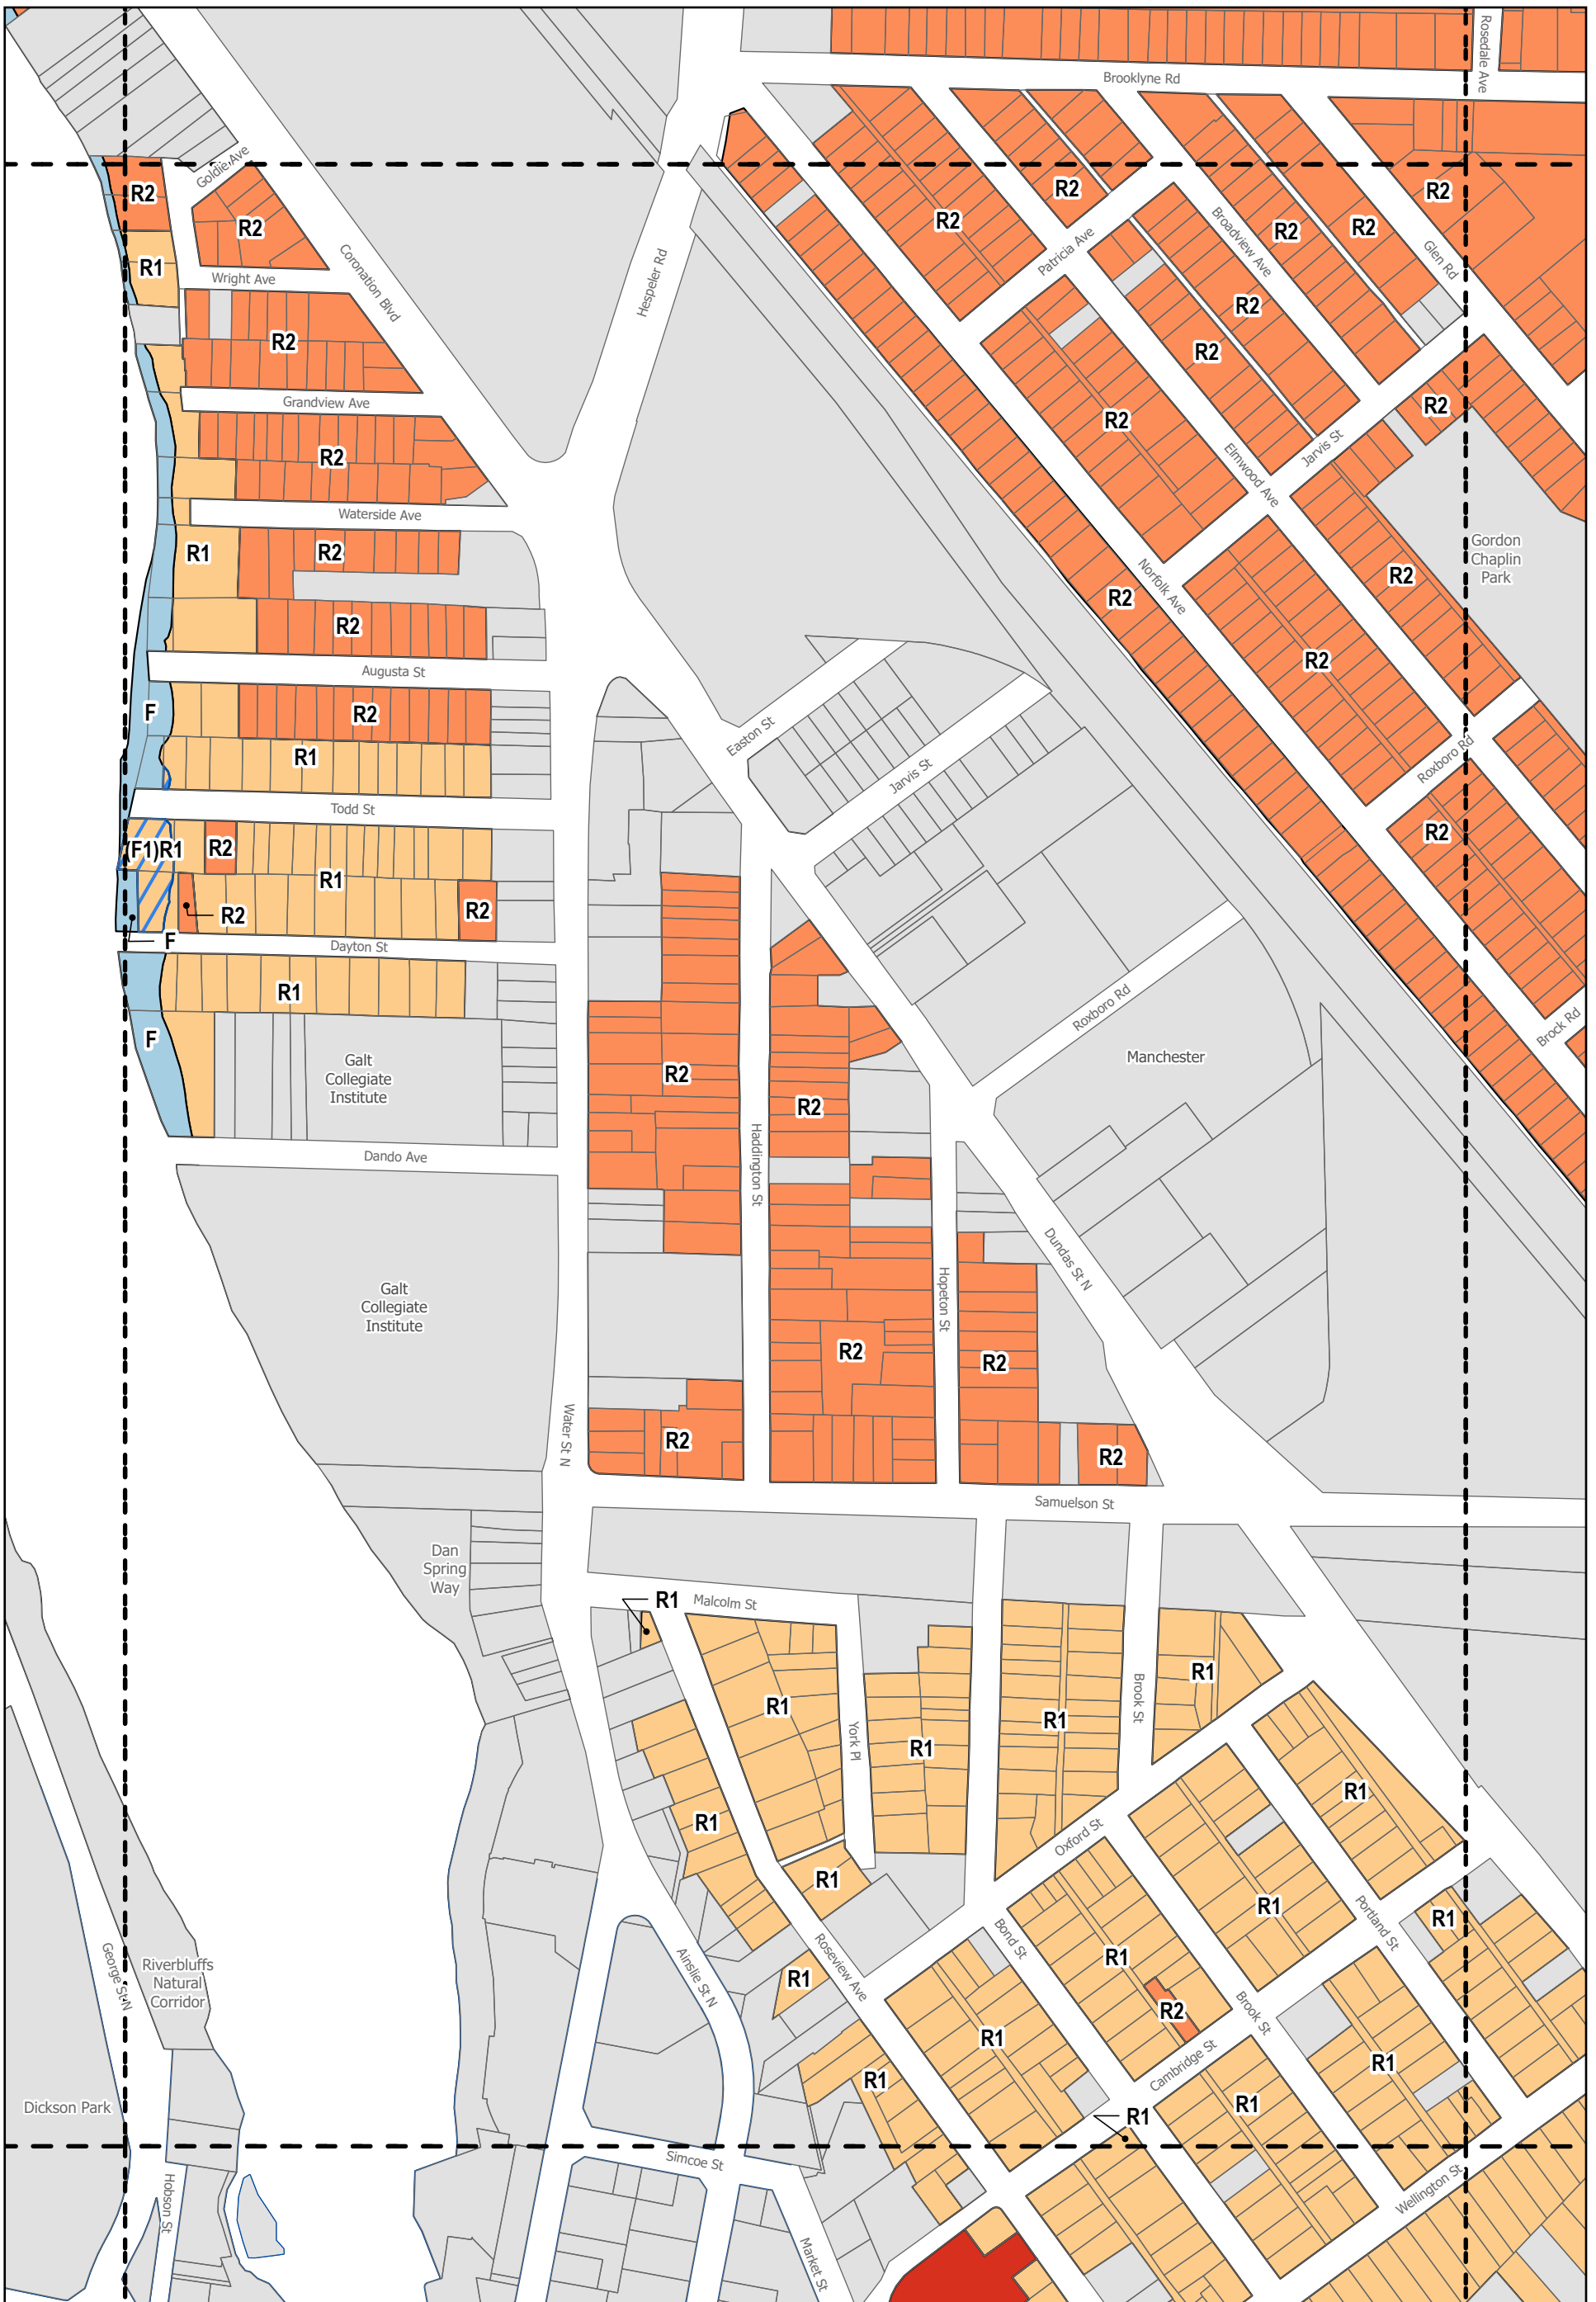 Rosedale Ave
Brooklyne Rd
Goldie Ave
R2
R2
R2
R2
R2
R1
Wright Ave
Coronation Blvd
Hespeler Rd
Patricia Ave
Broadview Ave
R2
R2
Glen Rd
R2
R2
R2
Grandview Ave
R2
R2
R2
Elmwood Ave
Jarvis St
Waterside Ave
R1
R2
Gordon
Chaplin
Park
R2
R2
Norfolk Ave
R2
R2
Augusta St
F
R2
Easton St
R1
Jarvis St
Roxboro Rd
Todd St
(F1)R1
R2
R2
R1
R2
R2
F
Dayton St
R1
Roxboro Rd
Brock Rd
F
Galt
Collegiate
Institute
R2
Manchester
R2
Haddington St
Dando Ave
Dundas St N
Galt
Collegiate
Institute
Hopeton St
R2
R2
Water St N
R2
R2
Samuelson St
Dan
Spring
Way
R1
Malcolm St
R1
R1
Brook St
R1
York Pl
R1
R1
R1
Oxford St
R1
R1
R1
Portland St
Bond St
R1
Roseview Ave
R1
George St N
Riverbluffs
Natural
Corridor
Ainslie St N
R1
R2
Brook St
R1
Cambridge St
R1
R1
R1
Dickson Park
R1
Simcoe St
Hobson St
Wellington St
Market St